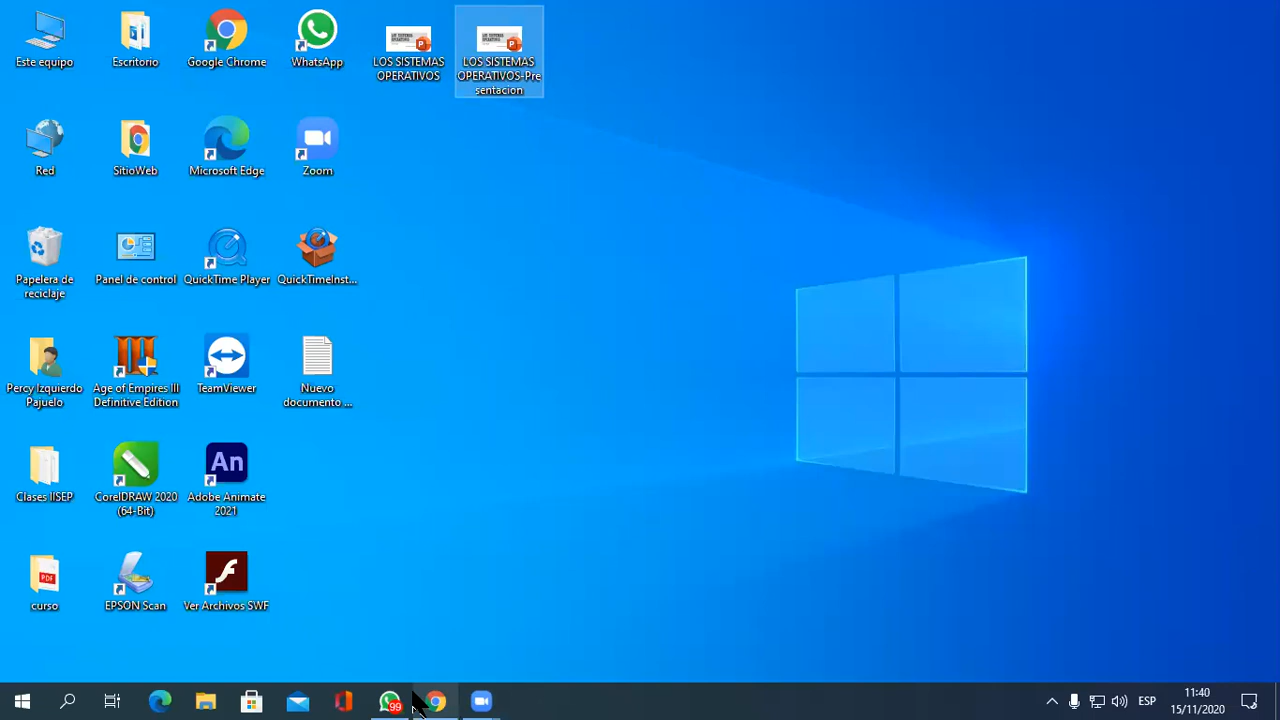 Este equipo
Escritorio
Google Chrome
WhatsApp
LOS SISTEMAS
OPERATIVOS
LOS SISTEMAS
OPERATIVOS-Pre
sentacion
Red
SitioWeb
Microsoft Edge
Zoom
Papelera de
reciclaje
Panel de control
QuickTime Player
QuickTimeInst...
Percy Izquierdo
Pajuelo
Age of Empires III
Definitive Edition
TeamViewer
Nuevo
documento ...
Clases IISEP
CorelDRAW 2020
(64-Bit)
An
Adobe Animate
2021
PDF
curso
EPSON Scan
Ver Archivos SWF
99
ESP
11:40
15/11/2020